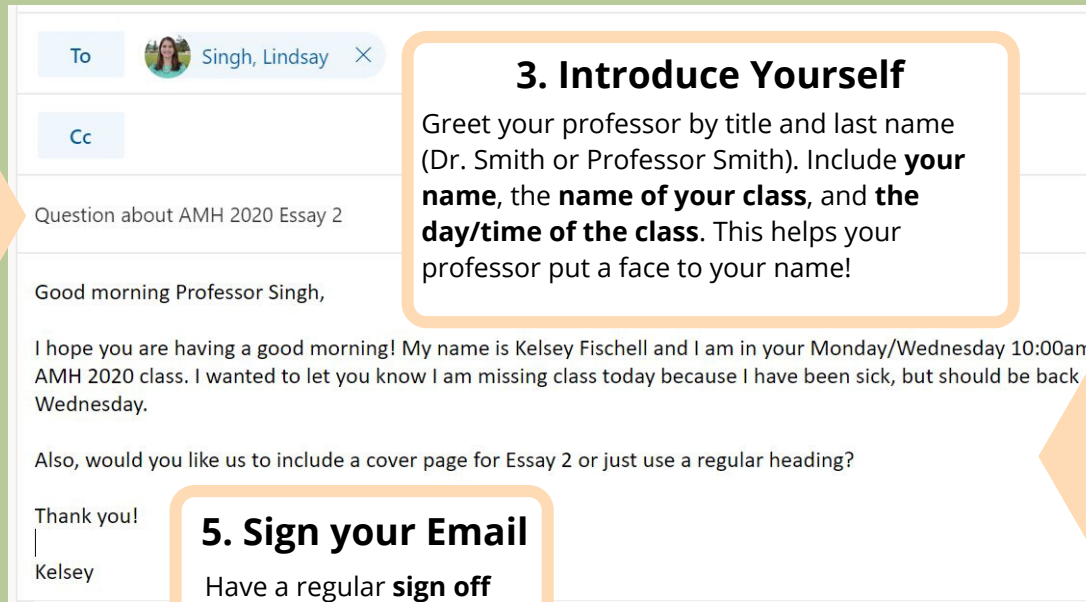 To
Singh, Lindsay
Cc
3. Introduce Yourself
Greet your professor by title and last name
(Dr. Smith or Professor Smith). Include your
name, the name of your class, and the
day/time of the class. This helps your
professor put a face to your name!
Question about AMH 2020 Essay 2
Good morning Professor Singh,
I hope you are having a good morning! My name is Kelsey Fischell and I am in your Monday/Wednesday 10:00am
AMH 2020 class. I wanted to let you know I am missing class today because I have been sick, but should be back
Wednesday.
Also, would you like us to include a cover page for Essay 2 or just use a regular heading?
Thank you!
Kelsey
5. Sign your Email
Have a regular sign off